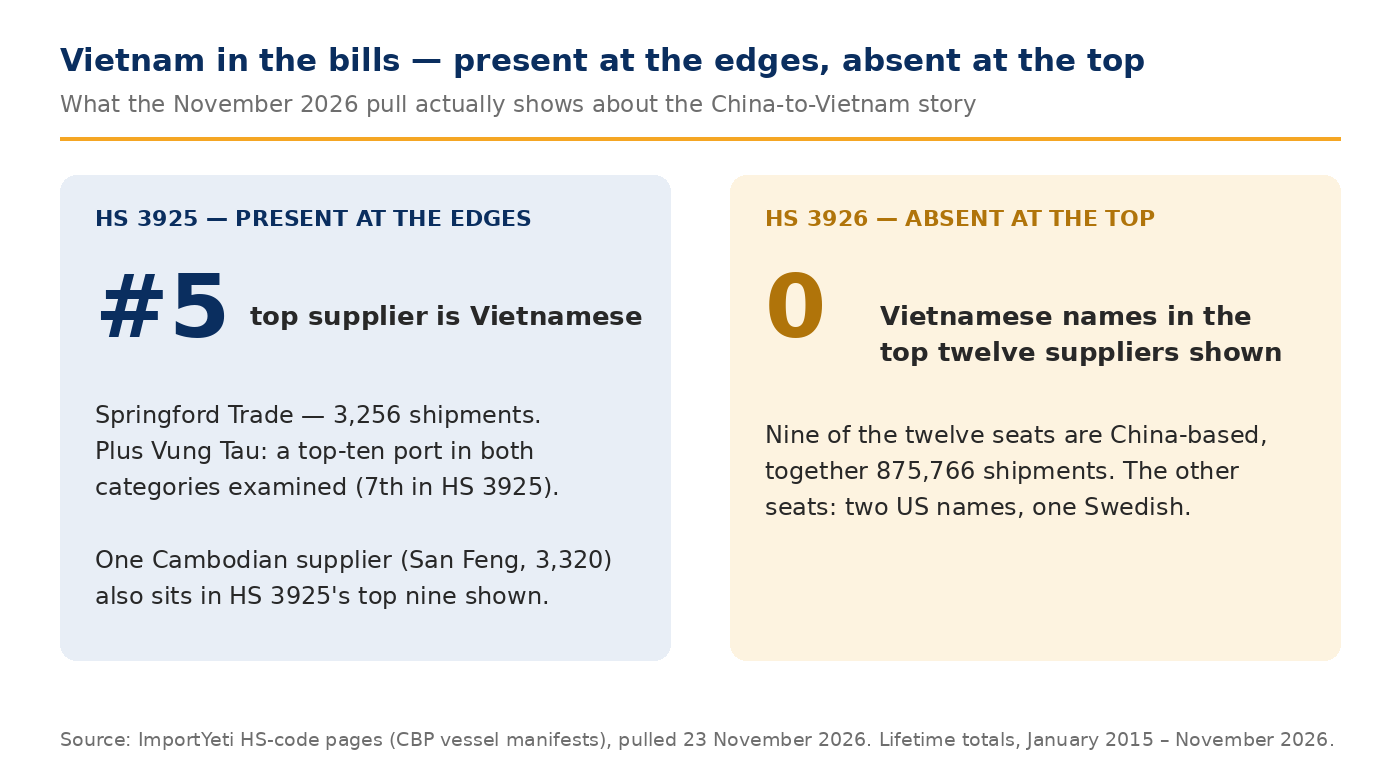 Vietnam in the bills — present at the edges, absent at the top
What the November 2026 pull actually shows about the China-to-Vietnam story
HS 3925 — PRESENT AT THE EDGES
#5
top supplier is Vietnamese
Springford Trade — 3,256 shipments.
Plus Vung Tau: a top-ten port in both
categories examined (7th in HS 3925).
One Cambodian supplier (San Feng, 3,320)
also sits in HS 3925's top nine shown.
HS 3926 — ABSENT AT THE TOP
0
Vietnamese names in the
top twelve suppliers shown
Nine of the twelve seats are China-based,
together 875,766 shipments. The other
seats: two US names, one Swedish.
Source: ImportYeti HS-code pages (CBP vessel manifests), pulled 23 November 2026. Lifetime totals, January 2015 – November 2026.